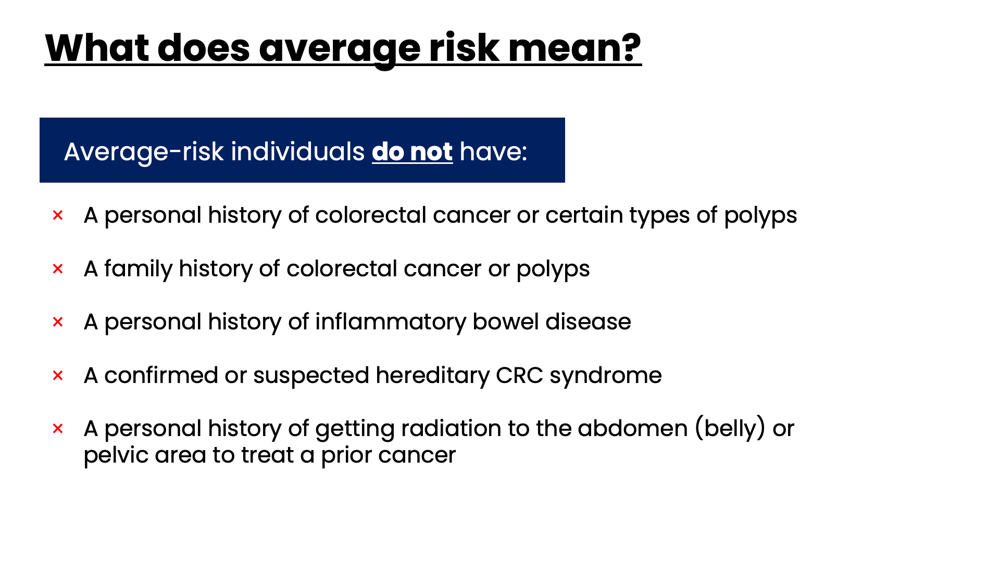 What does average risk mean?
Average-risk individuals do not have:
× A personal history of colorectal cancer or certain types of polyps
× A family history of colorectal cancer or polyps
× A personal history of inflammatory bowel disease
× A confirmed or suspected hereditary CRC syndrome
× A personal history of getting radiation to the abdomen (belly) or
pelvic area to treat a prior cancer